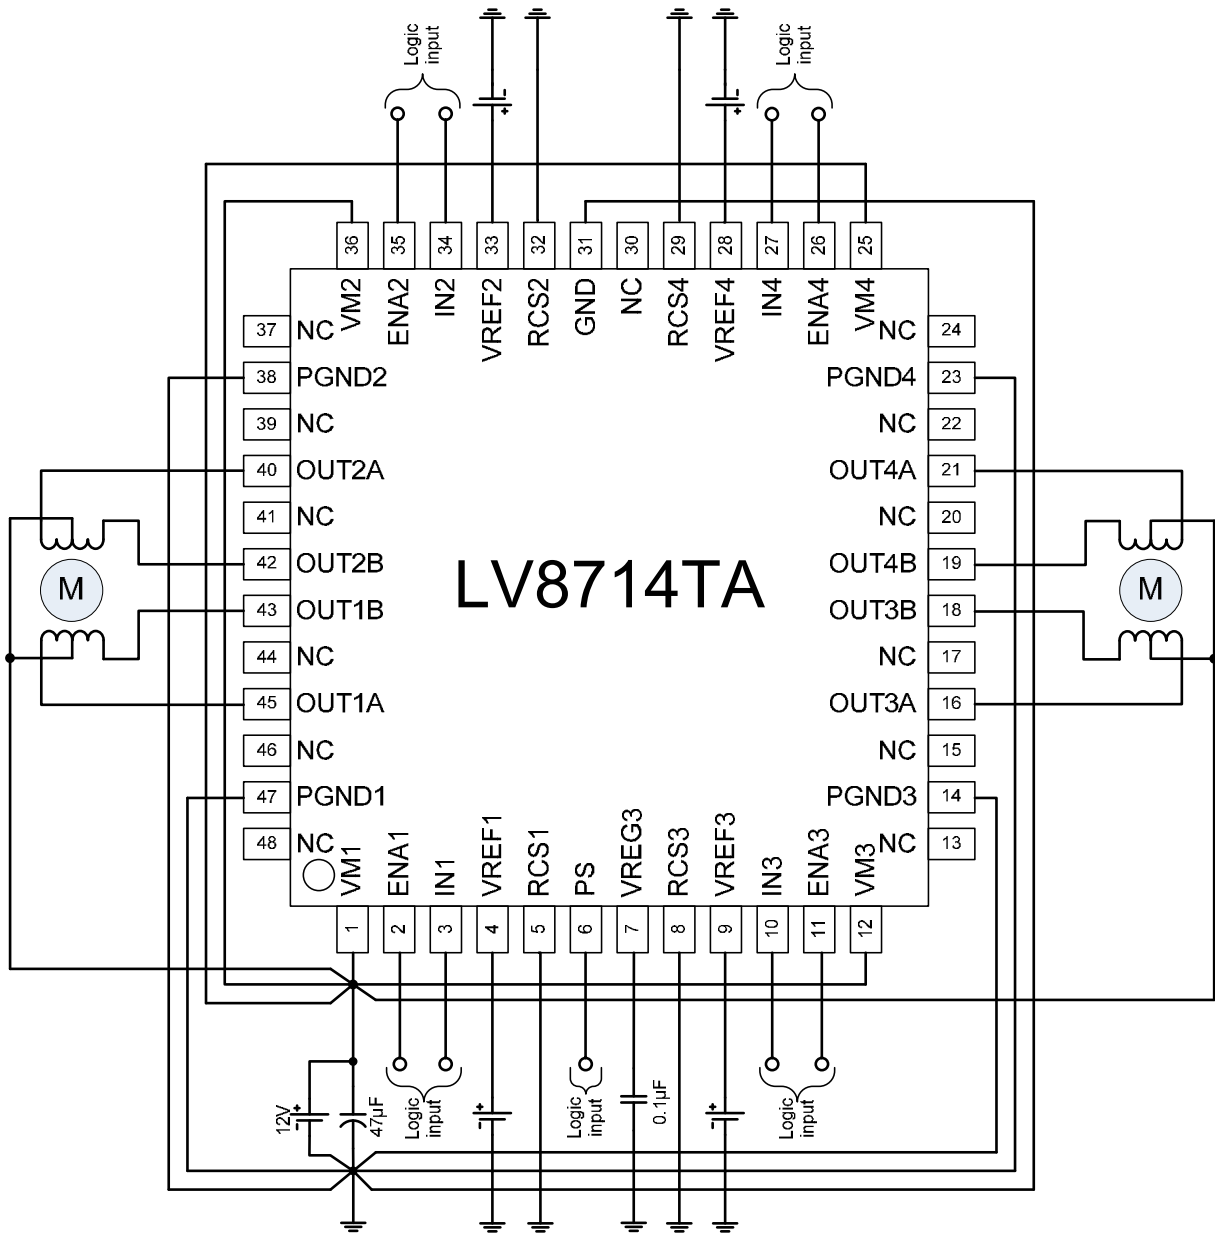 Logic
input
Logic
input
36
35
34
33
32
31
30
29
28
27
26
25
VM2
ENA2
IN2
VREF2
RCS2
GND
NC
RCS4
VREF4
IN4
ENA4
VM4
37 NC
NC 24
38 PGND2
PGND4 23
39 NC
NC 22
40 OUT2A
OUT4A 21
41 NC
NC 20
42 OUT2B
OUT4B 19
M
LV8714TA
M
43 OUT1B
OUT3B 18
44 NC
NC 17
45 OUT1A
OUT3A 16
46 NC
NC 15
47 PGND1
PGND3 14
48 NC
NC 13
VM1
ENA1
IN1
VREF1
RCS1
PS
VREG3
RCS3
VREF3
IN3
ENA3
VM3
1
2
3
4
5
6
7
8
9
10
11
12
12V
47µF
Logic
input
Logic
input
0.1µF
Logic
input